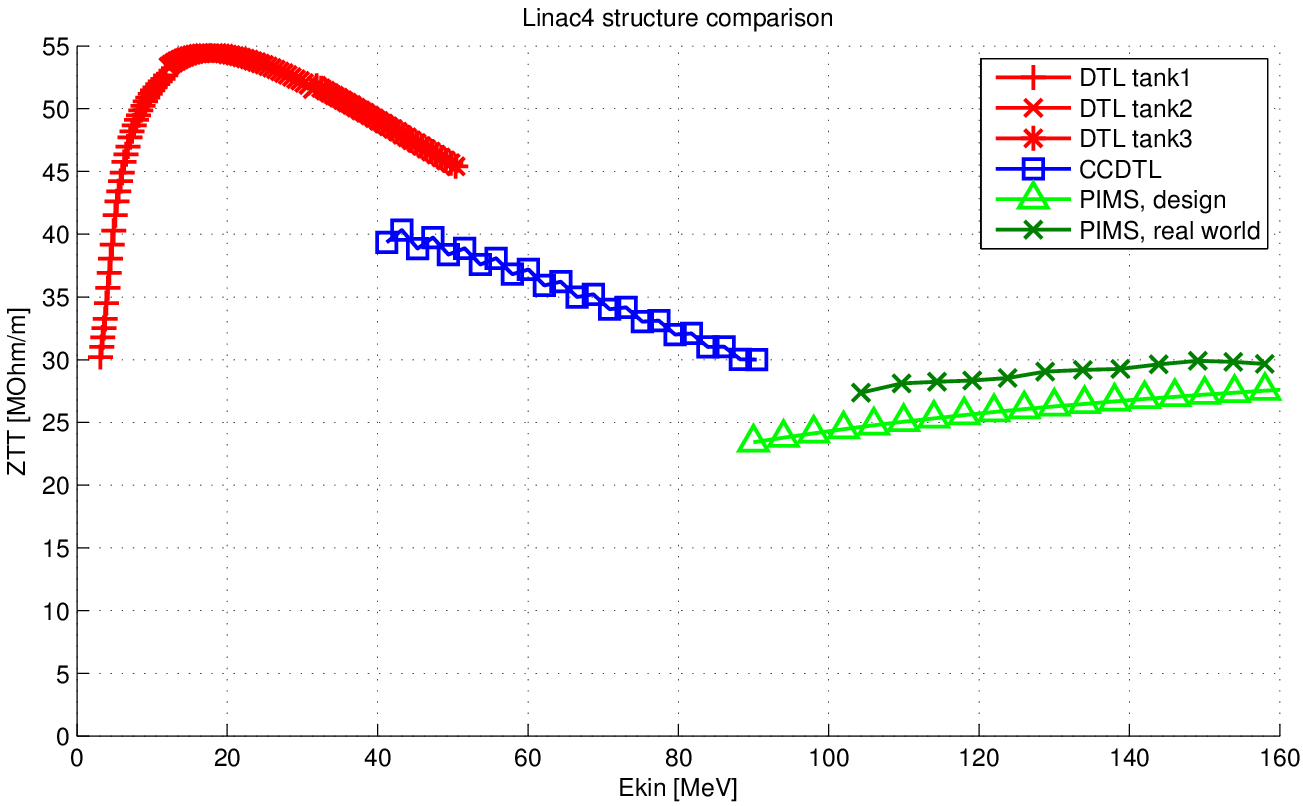 Linac4 structure comparison
55
50
45
40
35
30
25
20
15
10
5
0
ZTT [MOhm/m]
DTL tank1
DTL tank2
DTL tank3
CCDTL
PIMS, design
PIMS, real world
0 20 40 60 80 100 120 140 160
Ekin [MeV]